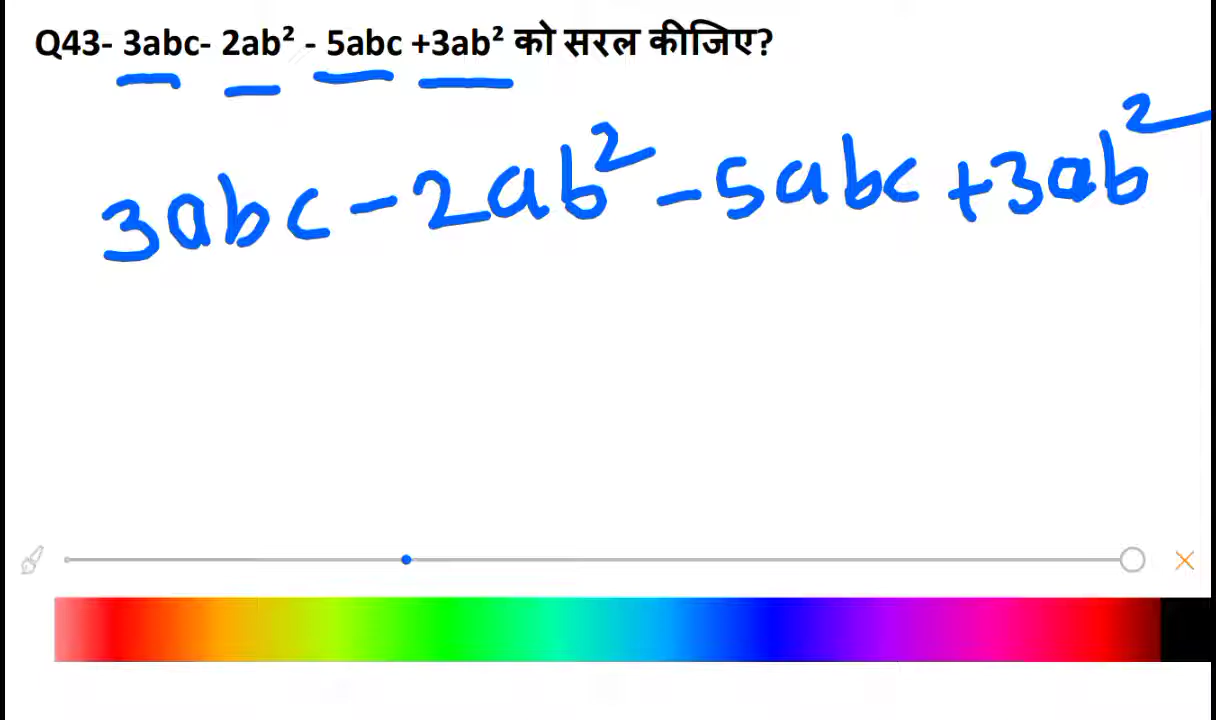 Q43- 3abc- 2ab² - 5abc +3ab² को सरल कीजिए?
3abc - 2ab² - 5abc + 3ab²